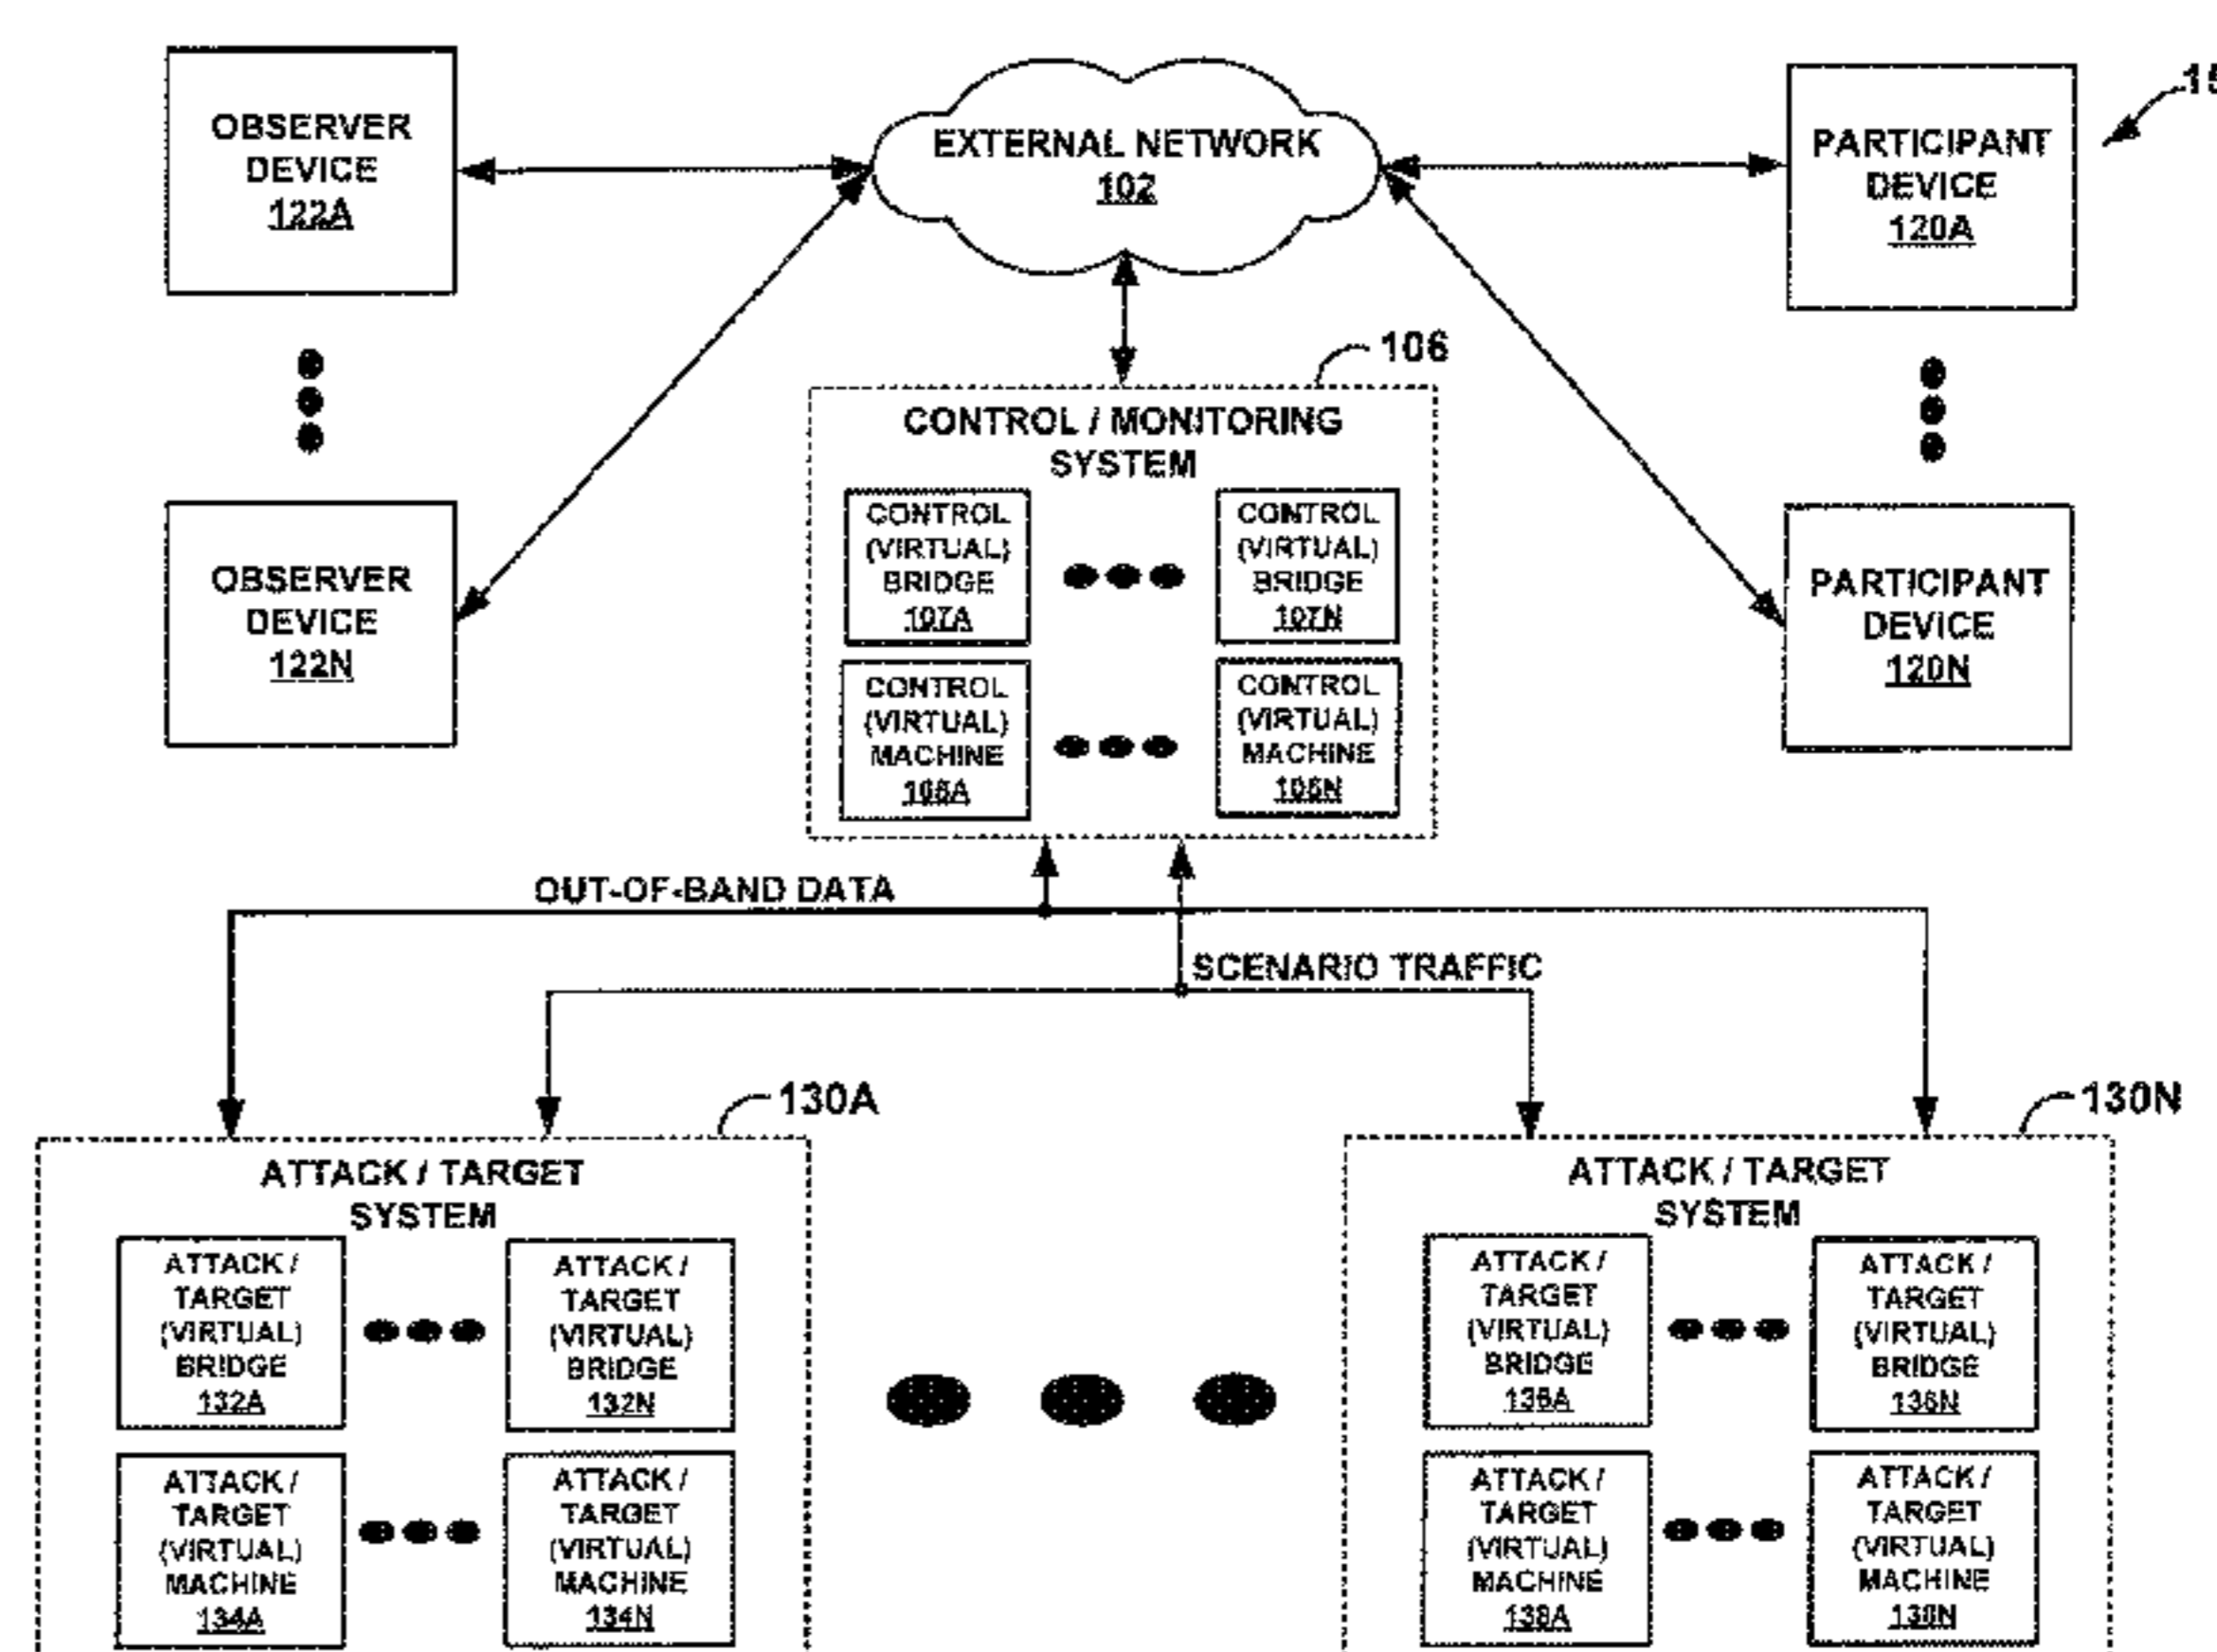 OBSERVER
DEVICE
122A
EXTERNAL NETWORK
102
PARTICIPANT
DEVICE
120A
106
CONTROL / MONITORING
SYSTEM
CONTROL
(VIRTUAL)
BRIDGE
107A
CONTROL
(VIRTUAL)
BRIDGE
107N
OBSERVER
DEVICE
122N
PARTICIPANT
DEVICE
120N
CONTROL
(VIRTUAL)
MACHINE
CONTROL
(VIRTUAL)
MACHINE
OUT-OF-BAND DATA
SCENARIO TRAFFIC
130A
130N
ATTACK / TARGET
SYSTEM
ATTACK / TARGET
SYSTEM
ATTACK /
TARGET
(VIRTUAL)
BRIDGE
132A
ATTACK /
TARGET
(VIRTUAL)
BRIDGE
132N
ATTACK /
TARGET
(VIRTUAL)
BRIDGE
136A
ATTACK /
TARGET
(VIRTUAL)
BRIDGE
136N
ATTACK /
TARGET
(VIRTUAL)
MACHINE
134A
ATTACK /
TARGET
(VIRTUAL)
MACHINE
134N
ATTACK /
TARGET
(VIRTUAL)
MACHINE
138A
ATTACK /
TARGET
(VIRTUAL)
MACHINE
138N